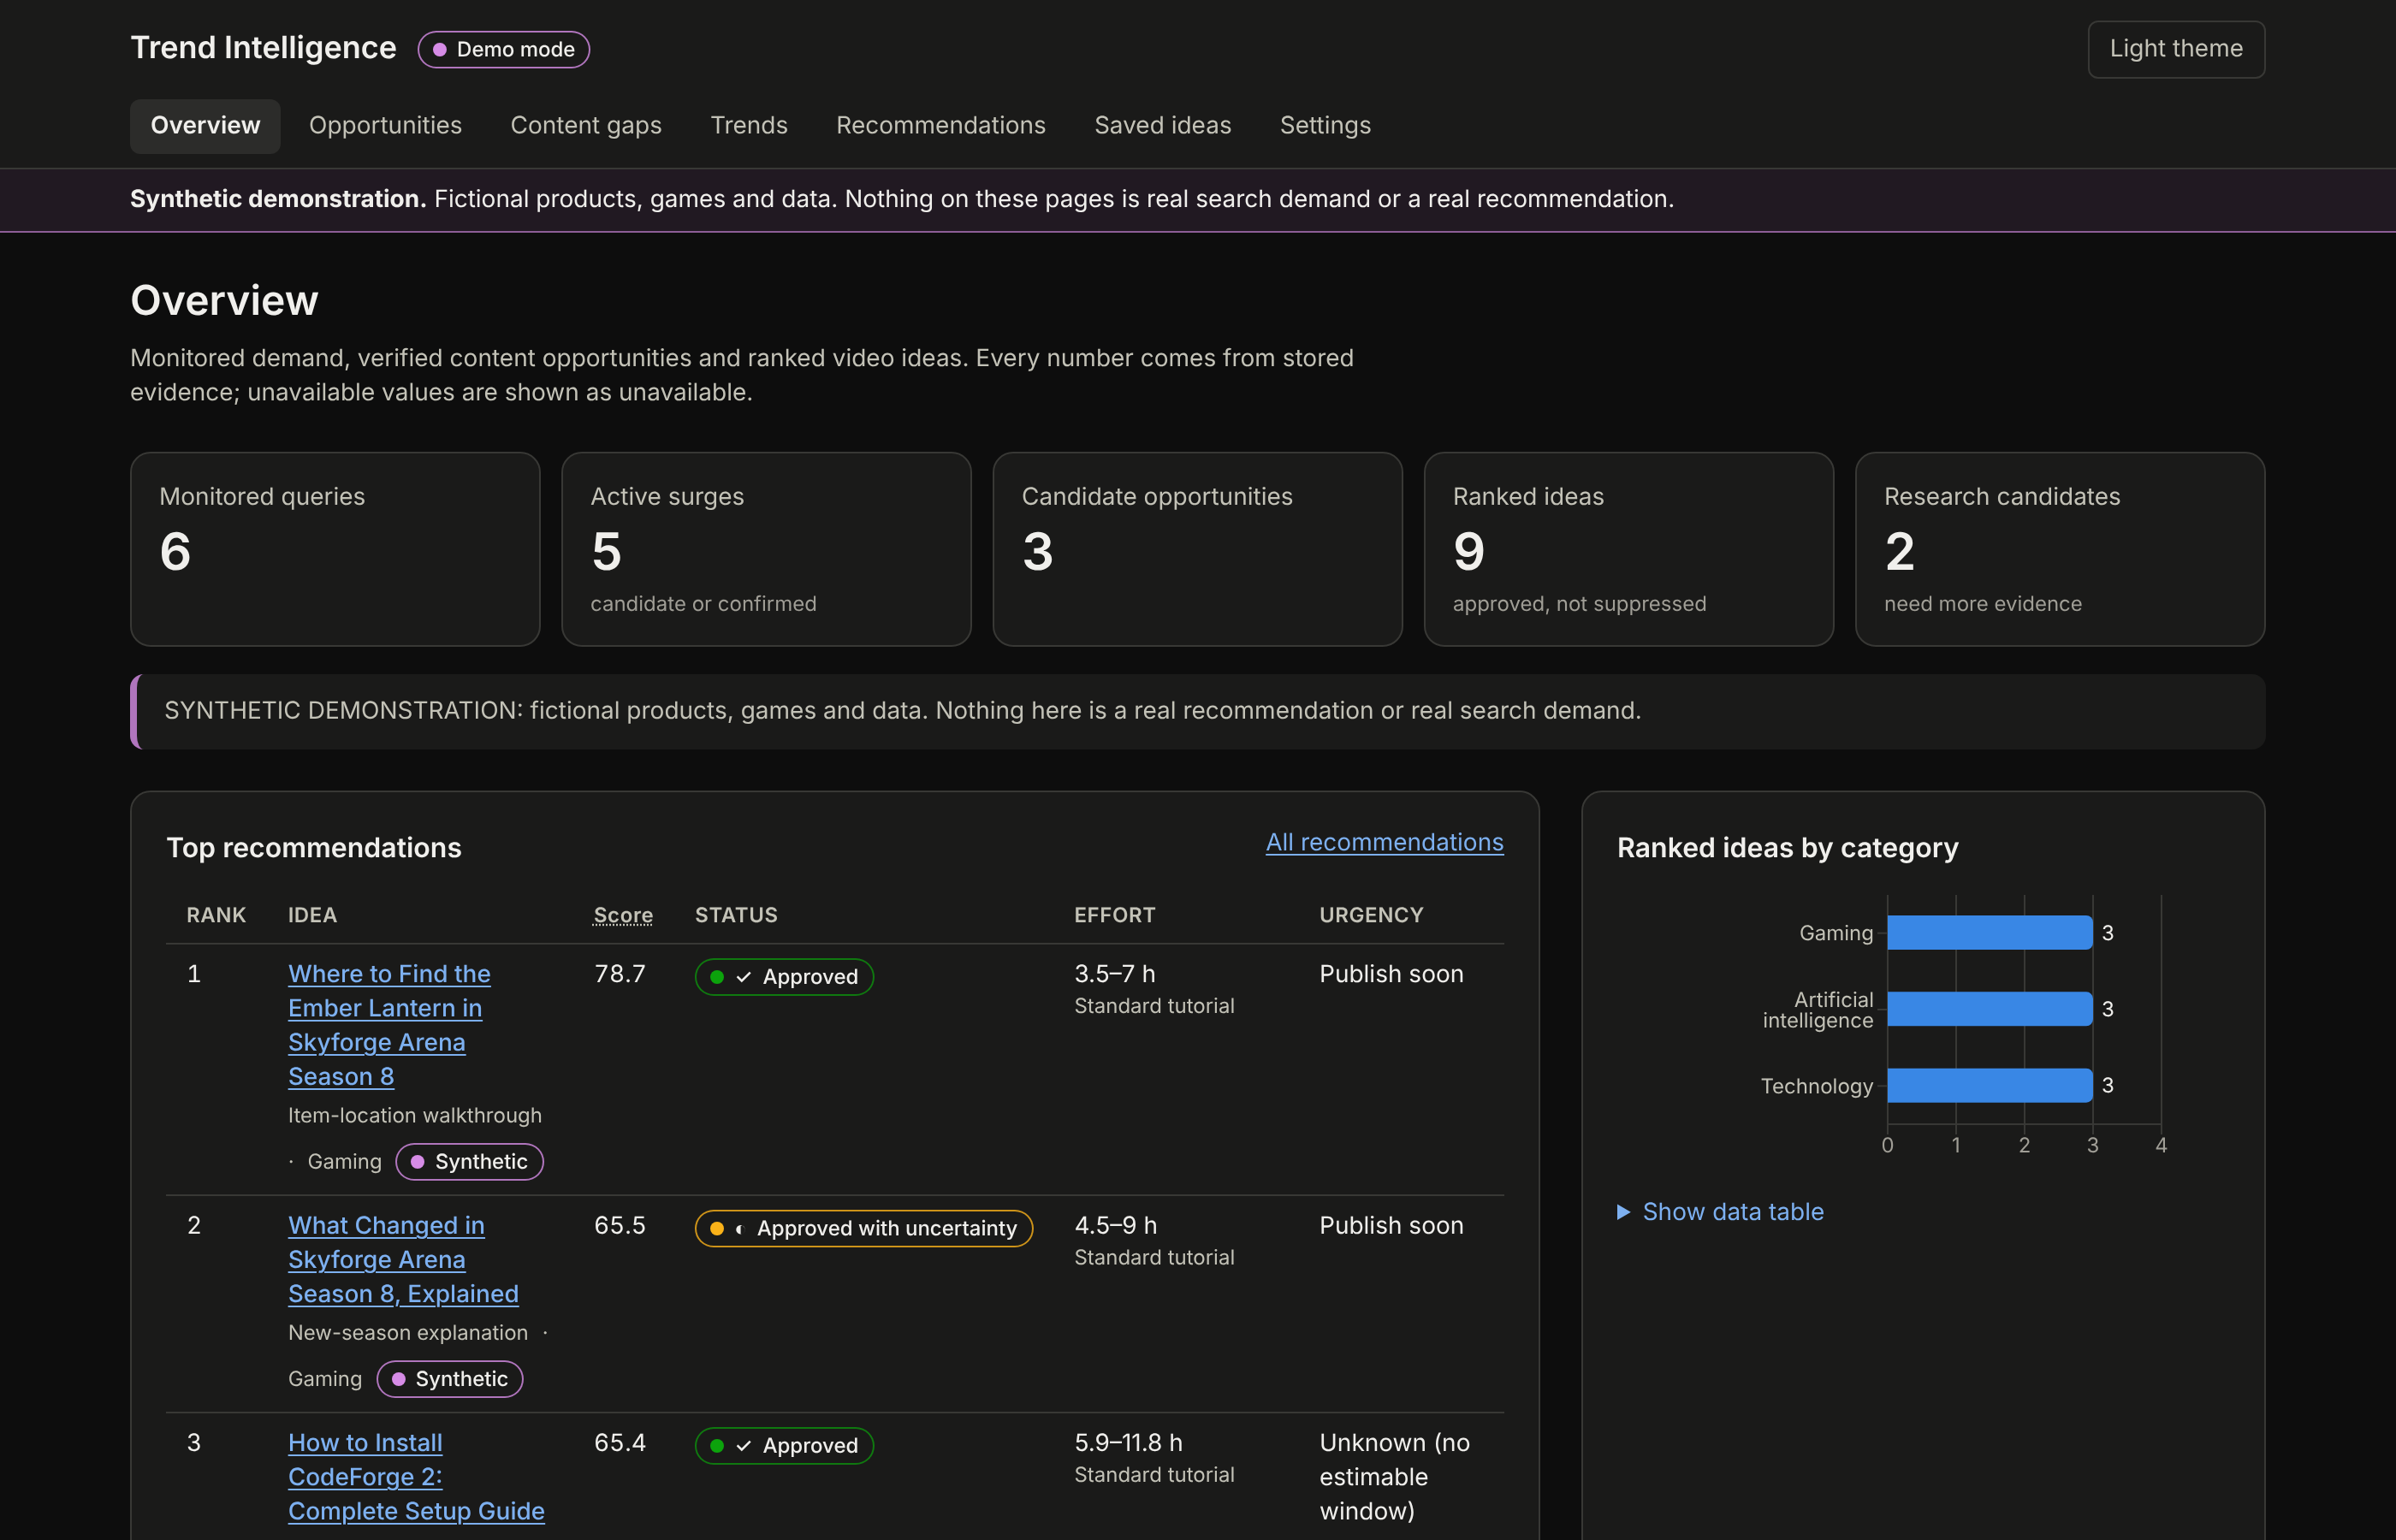 Trend Intelligence
Demo mode
Light theme
Overview
Opportunities
Content gaps
Trends
Recommendations
Saved ideas
Settings
Synthetic demonstration. Fictional products, games and data. Nothing on these pages is real search demand or a real recommendation.
Overview
Monitored demand, verified content opportunities and ranked video ideas. Every number comes from stored
evidence; unavailable values are shown as unavailable.
Monitored queries
6
Active surges
5
candidate or confirmed
Candidate opportunities
3
Ranked ideas
9
approved, not suppressed
Research candidates
2
need more evidence
SYNTHETIC DEMONSTRATION: fictional products, games and data. Nothing here is a real recommendation or real search demand.
Top recommendations
All recommendations
RANK
IDEA
Score
STATUS
EFFORT
URGENCY
1
Where to Find the
Ember Lantern in
Skyforge Arena
Season 8
Item-location walkthrough
· Gaming
Synthetic
78.7
✓ Approved
3.5–7 h
Standard tutorial
Publish soon
2
What Changed in
Skyforge Arena
Season 8, Explained
New-season explanation ·
Gaming
Synthetic
65.5
Approved with uncertainty
4.5–9 h
Standard tutorial
Publish soon
3
How to Install
CodeForge 2:
Complete Setup Guide
65.4
✓ Approved
5.9–11.8 h
Standard tutorial
Unknown (no
estimable
window)
Ranked ideas by category
Gaming
3
Artificial
intelligence
3
Technology
3
0 1 2 3 4
Show data table